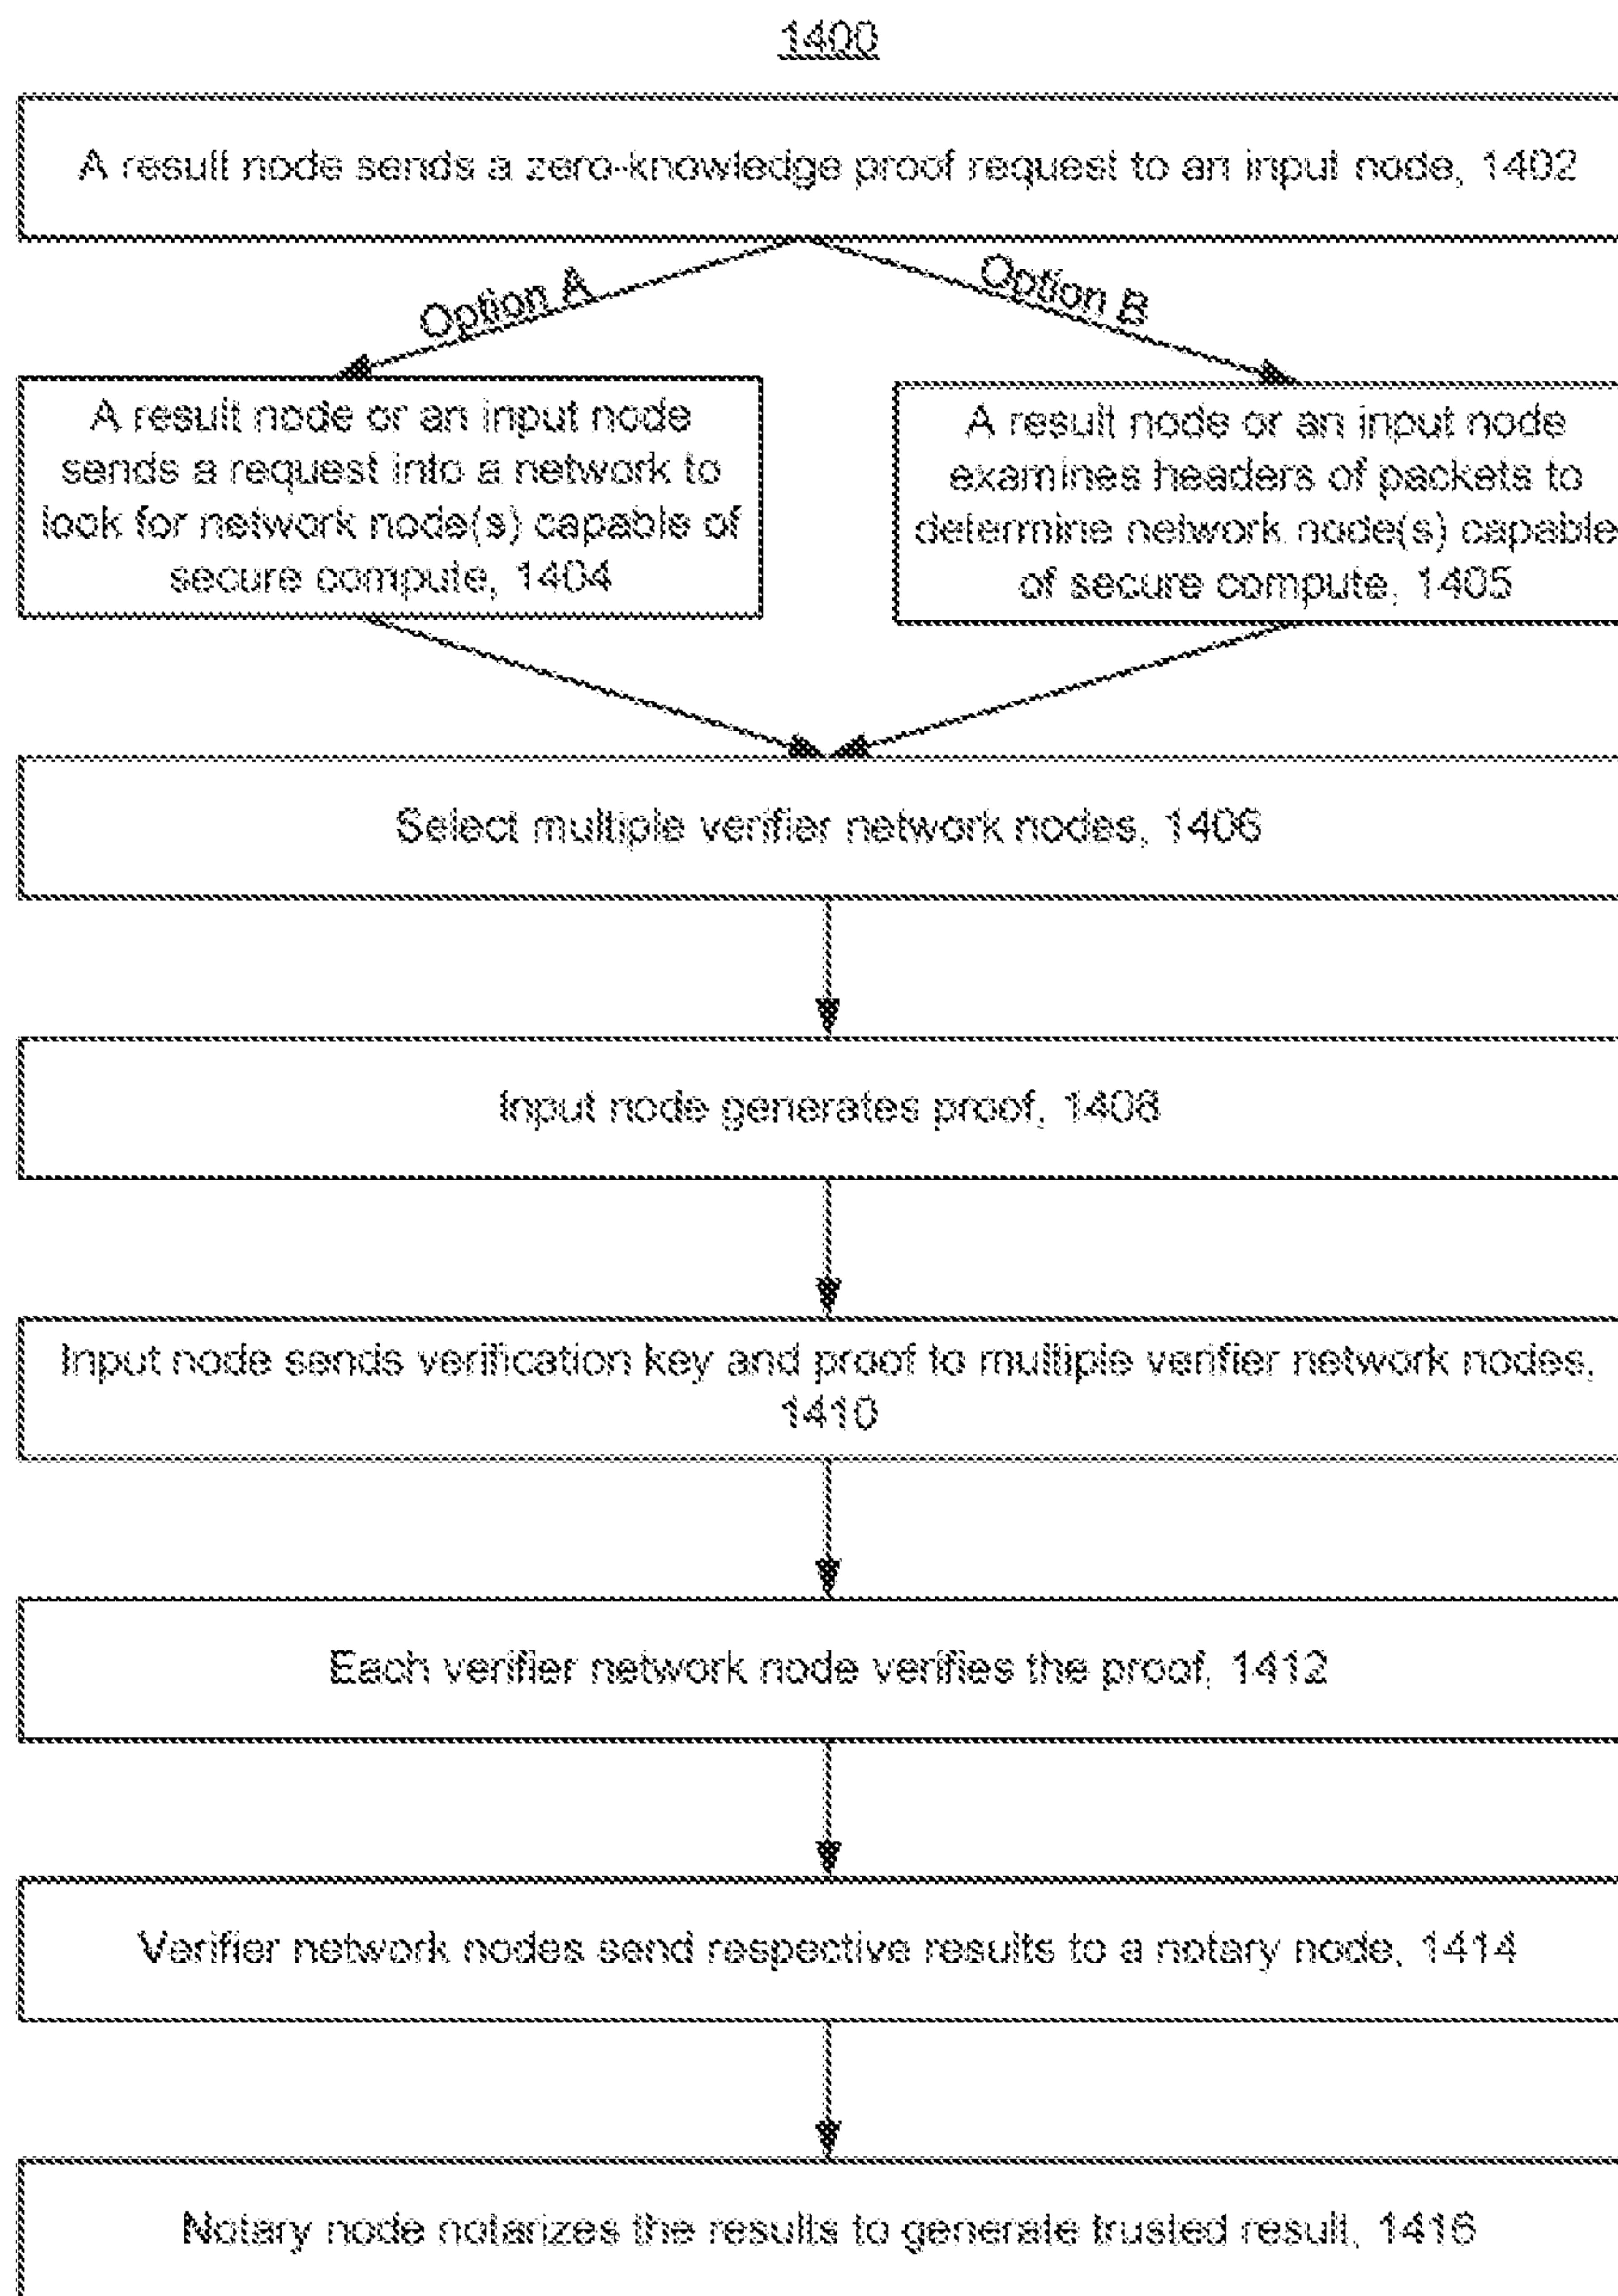 1400
A result node sends a zero-knowledge proof request to an input node, 1402
Option A
Option B
A result node or an input node
sends a request into a network to
look for network node(s) capable of
secure compute, 1404
A result node or an input node
examines headers of packets to
determine network node(s) capable
of secure compute, 1405
Select multiple verifier network nodes, 1406
Input node generates proof, 1408
Input node sends verification key and proof to multiple verifier network nodes,
1410
Each verifier network node verifies the proof, 1412
Verifier network nodes send respective results to a notary node, 1414
Notary node notarizes the results to generate trusted result, 1416